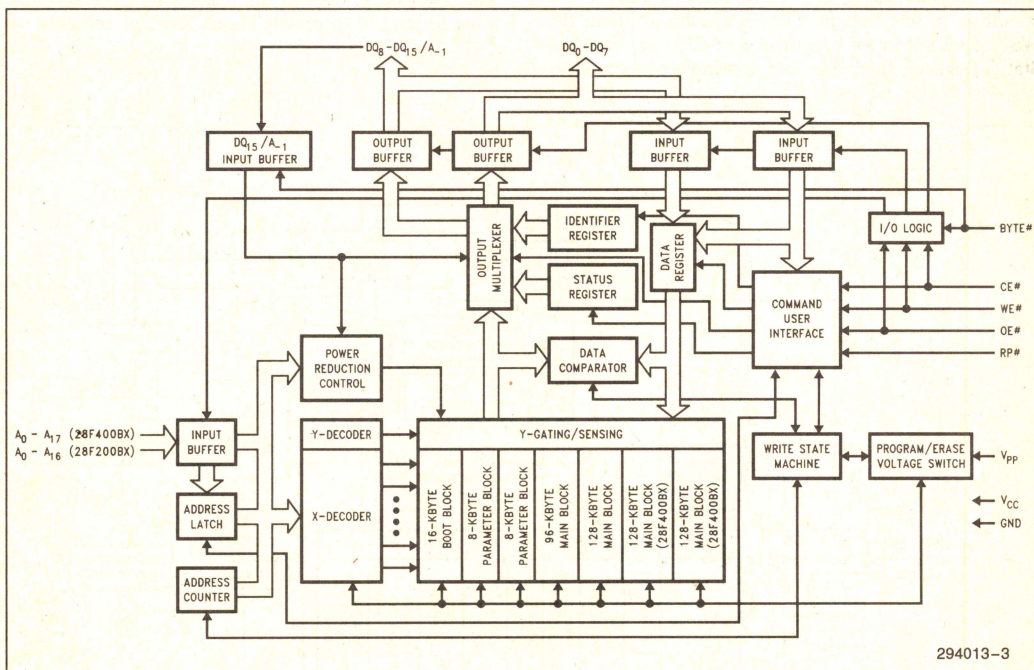 DQ8-DQ15/A-1
DQ0-DQ7
DQ15/A-1
INPUT BUFFER
OUTPUT
BUFFER
OUTPUT
BUFFER
INPUT
BUFFER
INPUT
BUFFER
I/O LOGIC
BYTE#
OUTPUT
MULTIPLEXER
IDENTIFIER
REGISTER
DATA
REGISTER
STATUS
REGISTER
COMMAND
USER
INTERFACE
CE#
WE#
OE#
RP#
POWER
REDUCTION
CONTROL
DATA
COMPARATOR
A0 - A17 (28F400BX)
A0 - A16 (28F200BX)
INPUT
BUFFER
Y-DECODER
Y-GATING/SENSING
WRITE STATE
MACHINE
PROGRAM/ERASE
VOLTAGE SWITCH
VPP
ADDRESS
LATCH
X-DECODER
16-KBYTE
BOOT BLOCK
8-KBYTE
PARAMETER BLOCK
8-KBYTE
PARAMETER BLOCK
96-KBYTE
MAIN BLOCK
128-KBYTE
MAIN BLOCK
128-KBYTE
MAIN BLOCK
(28F400BX)
128-KBYTE
MAIN BLOCK
(28F400BX)
VCC
GND
ADDRESS
COUNTER
294013-3